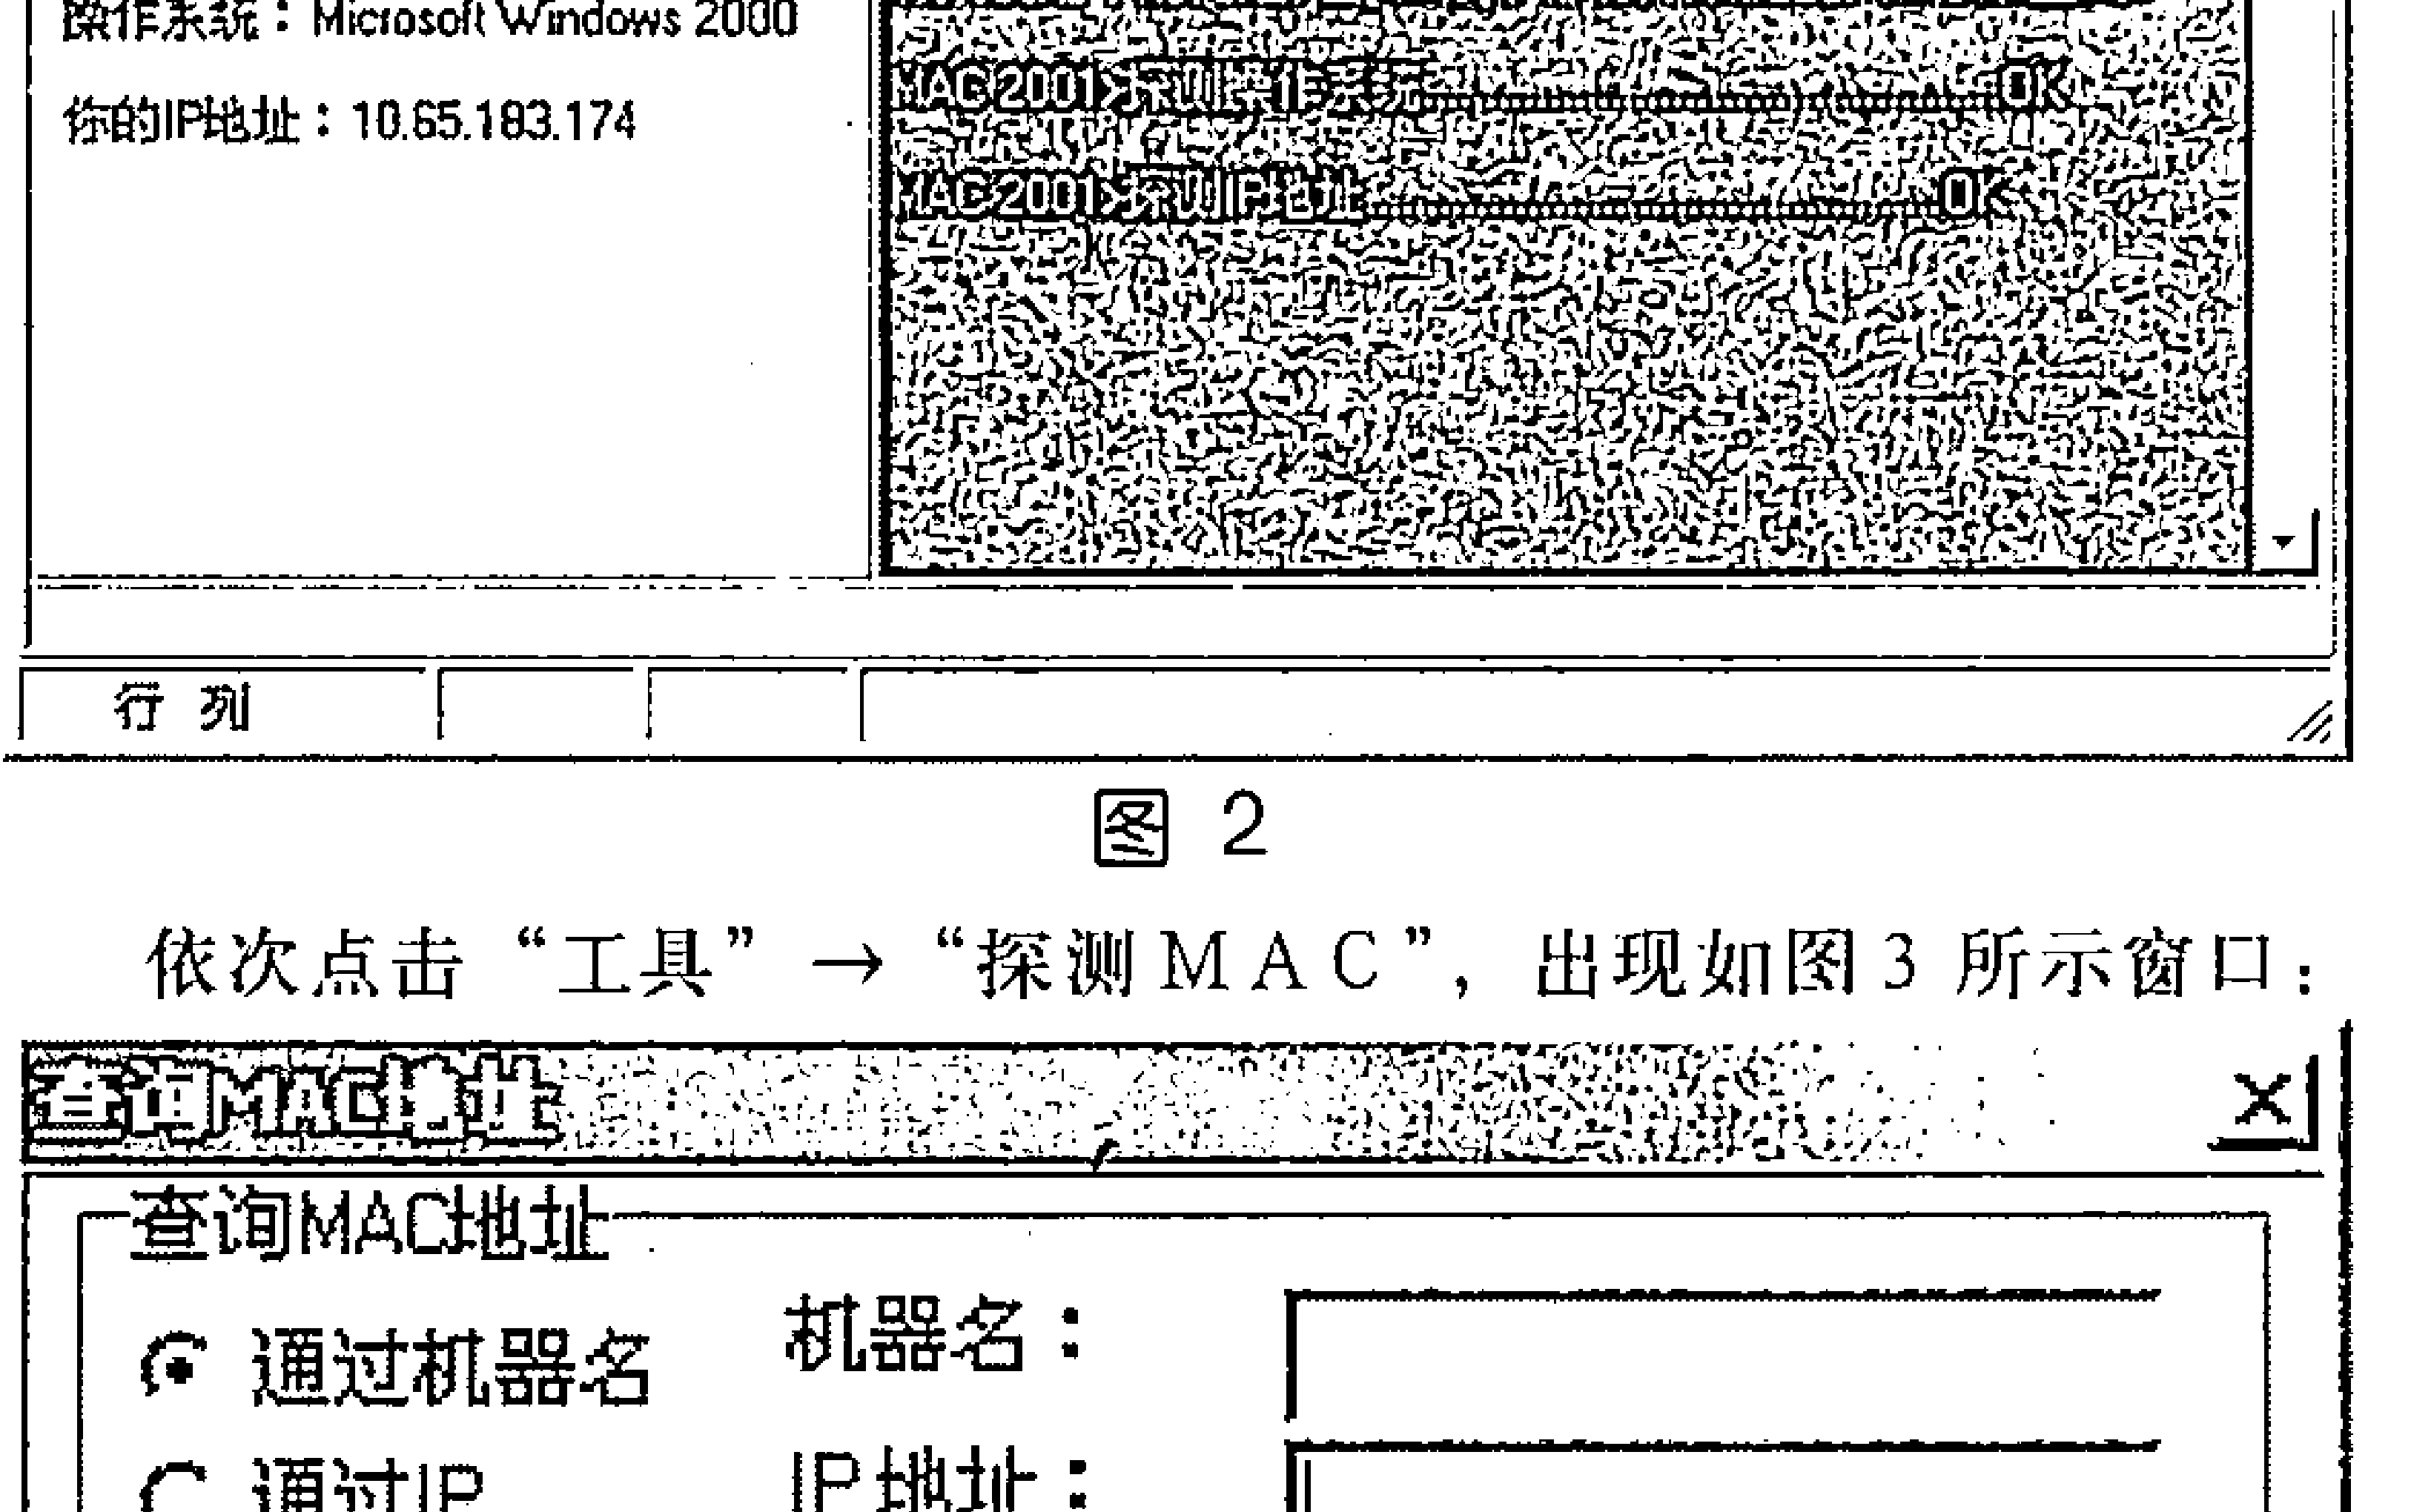 操作系统：Microsoft Windows 2000
你的IP地址：10.65.183.174
MAC2001>探测操作系统 OK
MAC2001>探测IP地址 OK
行 列
图 2
依次点击“工具”→“探测MAC”，出现如图3所示窗口：
查询MAC地址
查询MAC地址
通过机器名
机器名：
通过IP
IP地址：